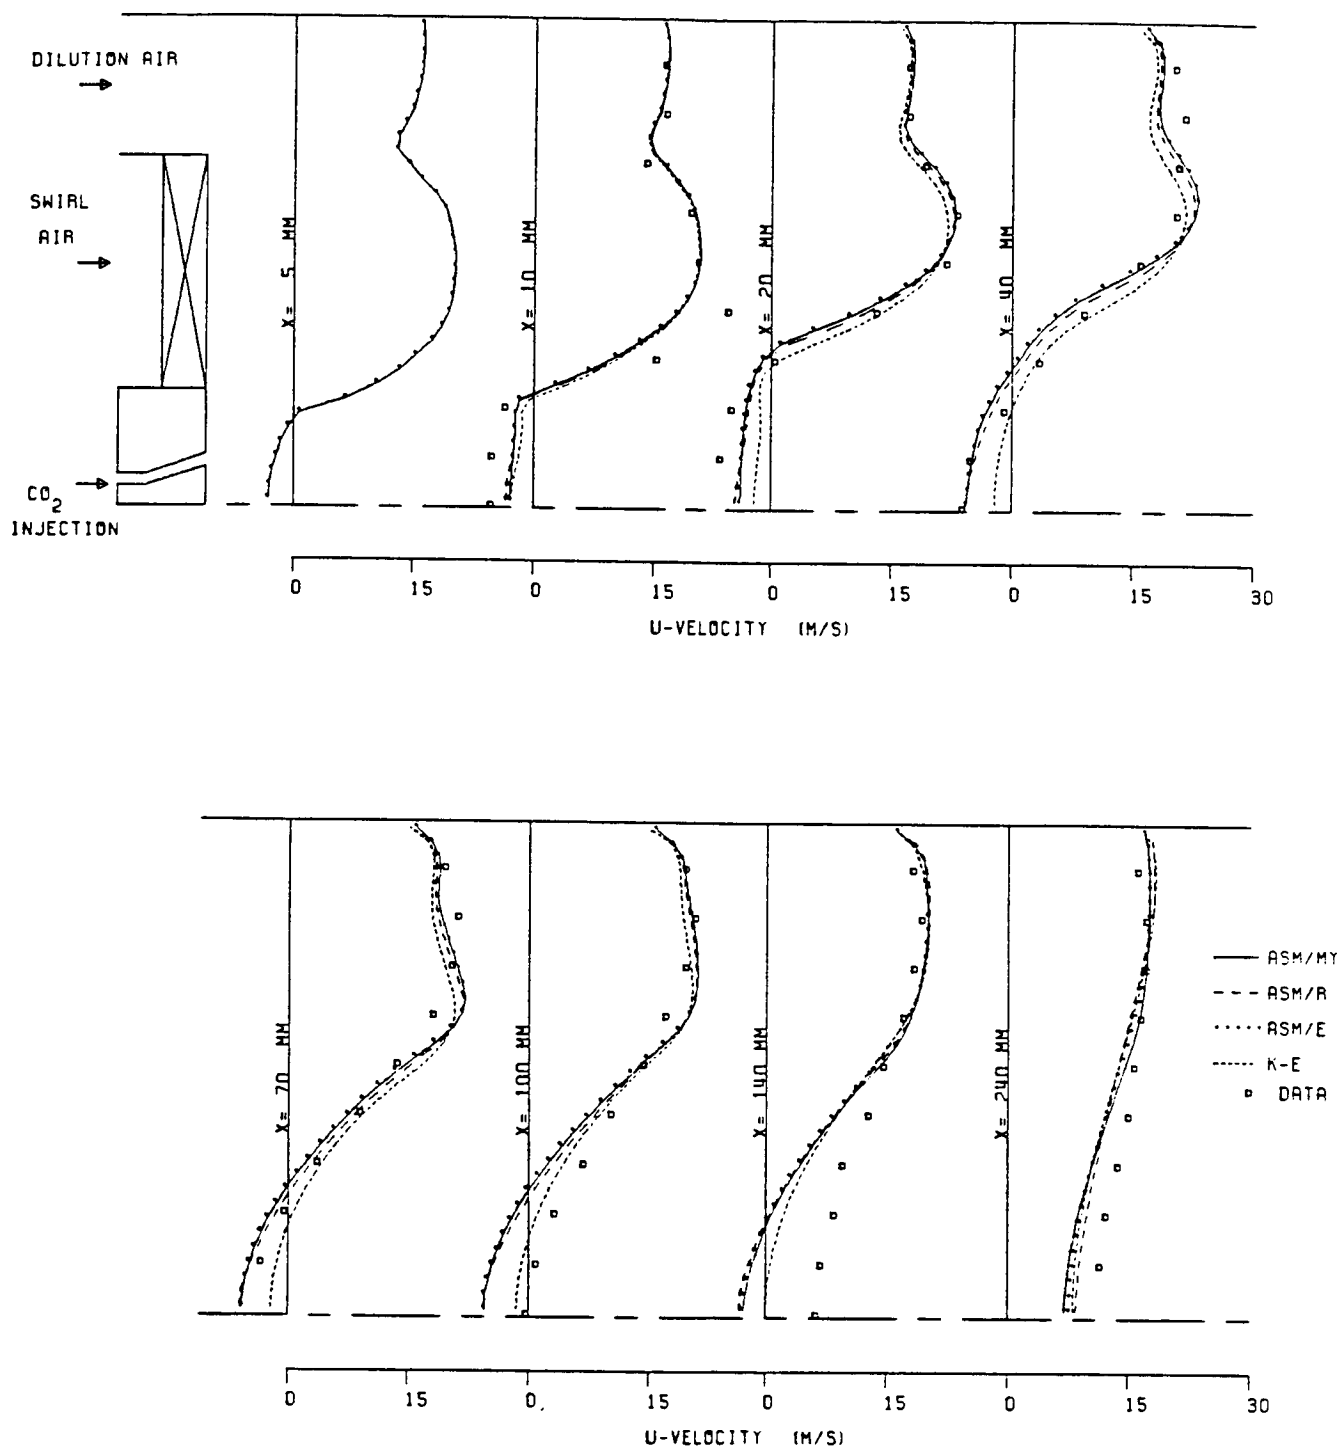 DILUTION AIR
SWIRL
AIR
CO2
INJECTION
X= 5 MM
X= 10 MM
X= 20 MM
X= 40 MM
0 15 0 15 0 15 0 15 30
U-VELOCITY (M/S)
X= 70 MM
X= 100 MM
X= 140 MM
X= 240 MM
ASM/MY
ASM/R
ASM/E
K-E
DATA
0 15 0. 15 0 15 0 15 30
U-VELOCITY (M/S)